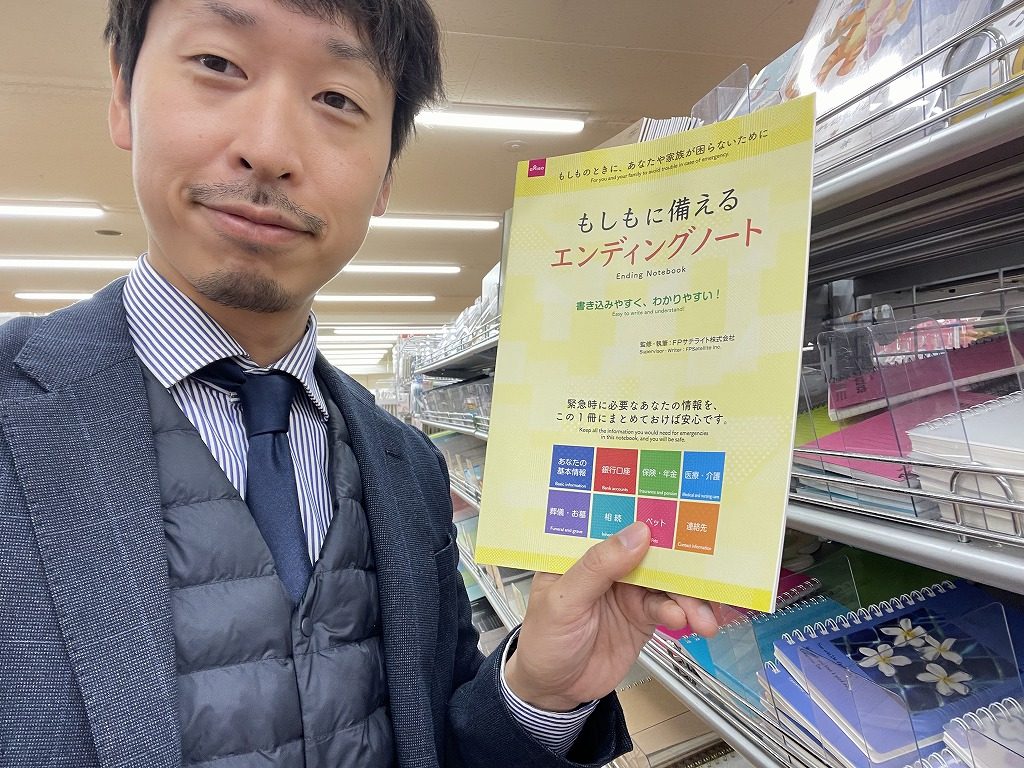 DAISO
もしものときに、あなたや家族が困らないために
For you and your family to avoid trouble in case of emergency.
もしもに備える
エンディングノート
Ending Notebook
書き込みやすく、わかりやすい！
Easy to write and understand!
監修・執筆：FPサテライト株式会社
Supervisor・Writer : FPSatellite Inc.
緊急時に必要なあなたの情報を、
この1冊にまとめておけば安心です。
Keep all the information you would need for emergencies
in this notebook, and you will be safe.
あなたの
基本情報
Basic information
銀行口座
Bank accounts
保険・年金
Insurance and pension
医療・介護
Medical and nursing care
葬儀・お墓
Funeral and grave
相続
ペット
連絡先
Contact information